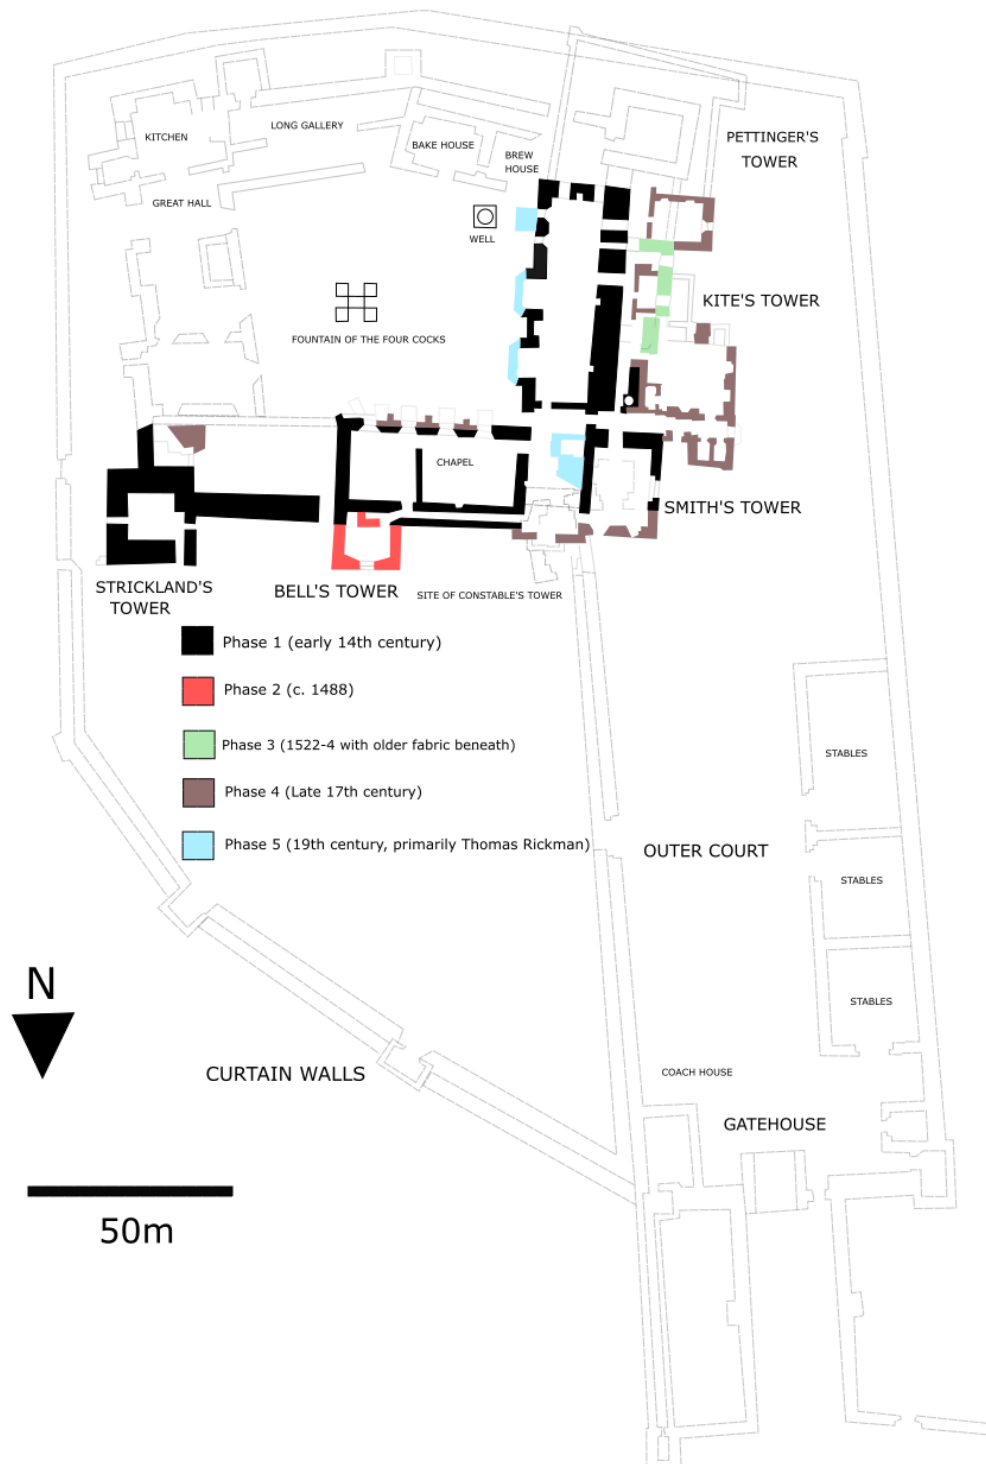 KITCHEN
LONG GALLERY
BAKE HOUSE
BREW
HOUSE
PETTINGER'S
TOWER
GREAT HALL
WELL
KITE'S TOWER
FOUNTAIN OF THE FOUR COCKS
CHAPEL
SMITH'S TOWER
STRICKLAND'S
TOWER
BELL'S TOWER
SITE OF CONSTABLE'S TOWER
Phase 1 (early 14th century)
Phase 2 (c. 1488)
Phase 3 (1522-4 with older fabric beneath)
Phase 4 (Late 17th century)
Phase 5 (19th century, primarily Thomas Rickman)
STABLES
OUTER COURT
STABLES
STABLES
N
CURTAIN WALLS
COACH HOUSE
GATEHOUSE
50m